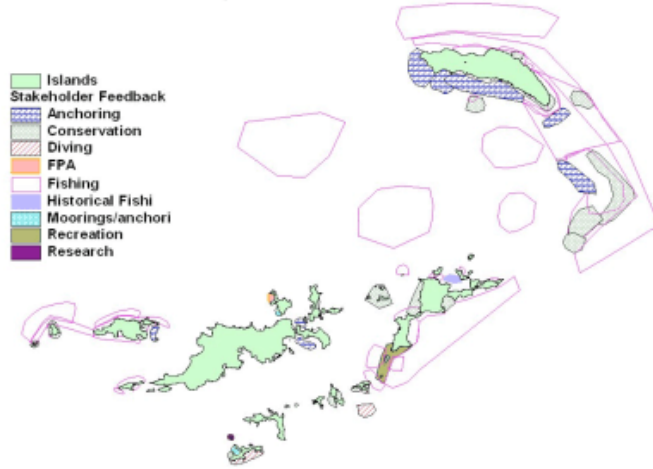 Islands
Stakeholder Feedback
Anchoring
Conservation
Diving
FPA
Fishing
Historical Fishi
Moorings/anchori
Recreation
Research